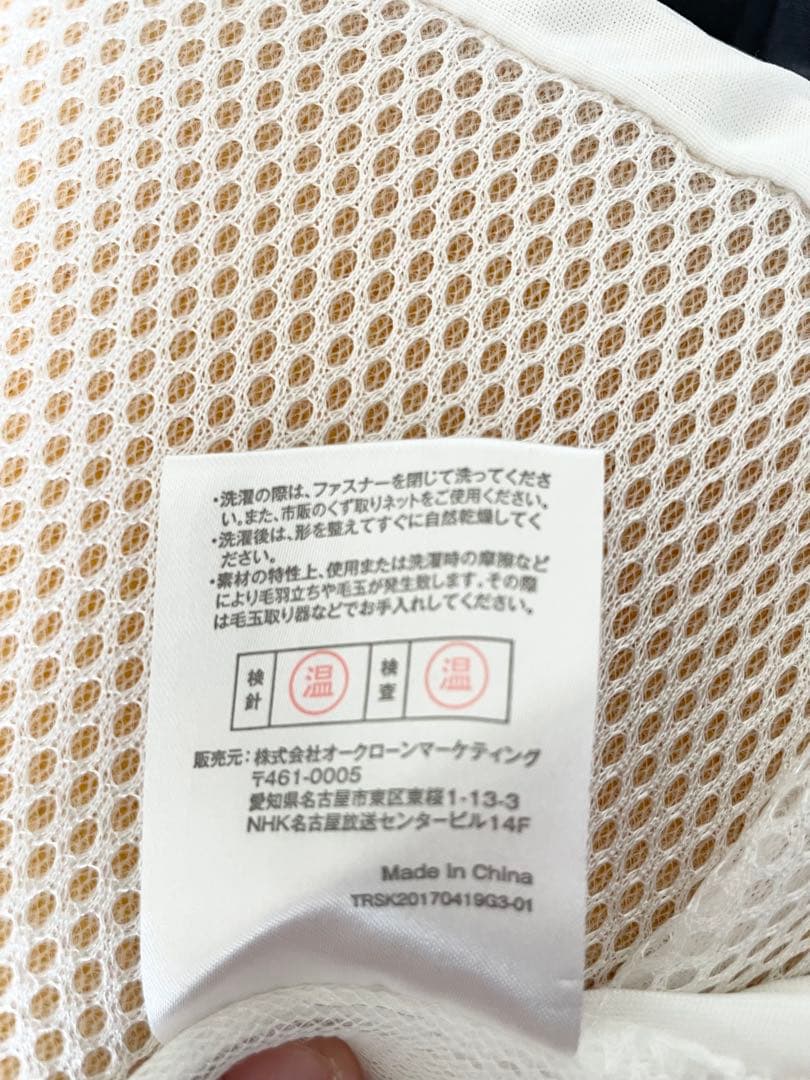 ・洗濯の際は、ファスナーを閉じて洗ってくださ
い。また、市販のくず取りネットをご使用ください。
・洗濯後は、形を整えてすぐに自然乾燥してく
ださい。
・素材の特性上、使用または洗濯時の摩擦など
により毛羽立ちや毛玉が発生致します。その際
は毛玉取り器などでお手入れしてください。
検針 温 検査 温
販売元：株式会社オークローンマーケティング
〒461-0005
愛知県名古屋市東区東桜1-13-3
NHK名古屋放送センタービル14F
Made In China
TRSK20170419G3-01